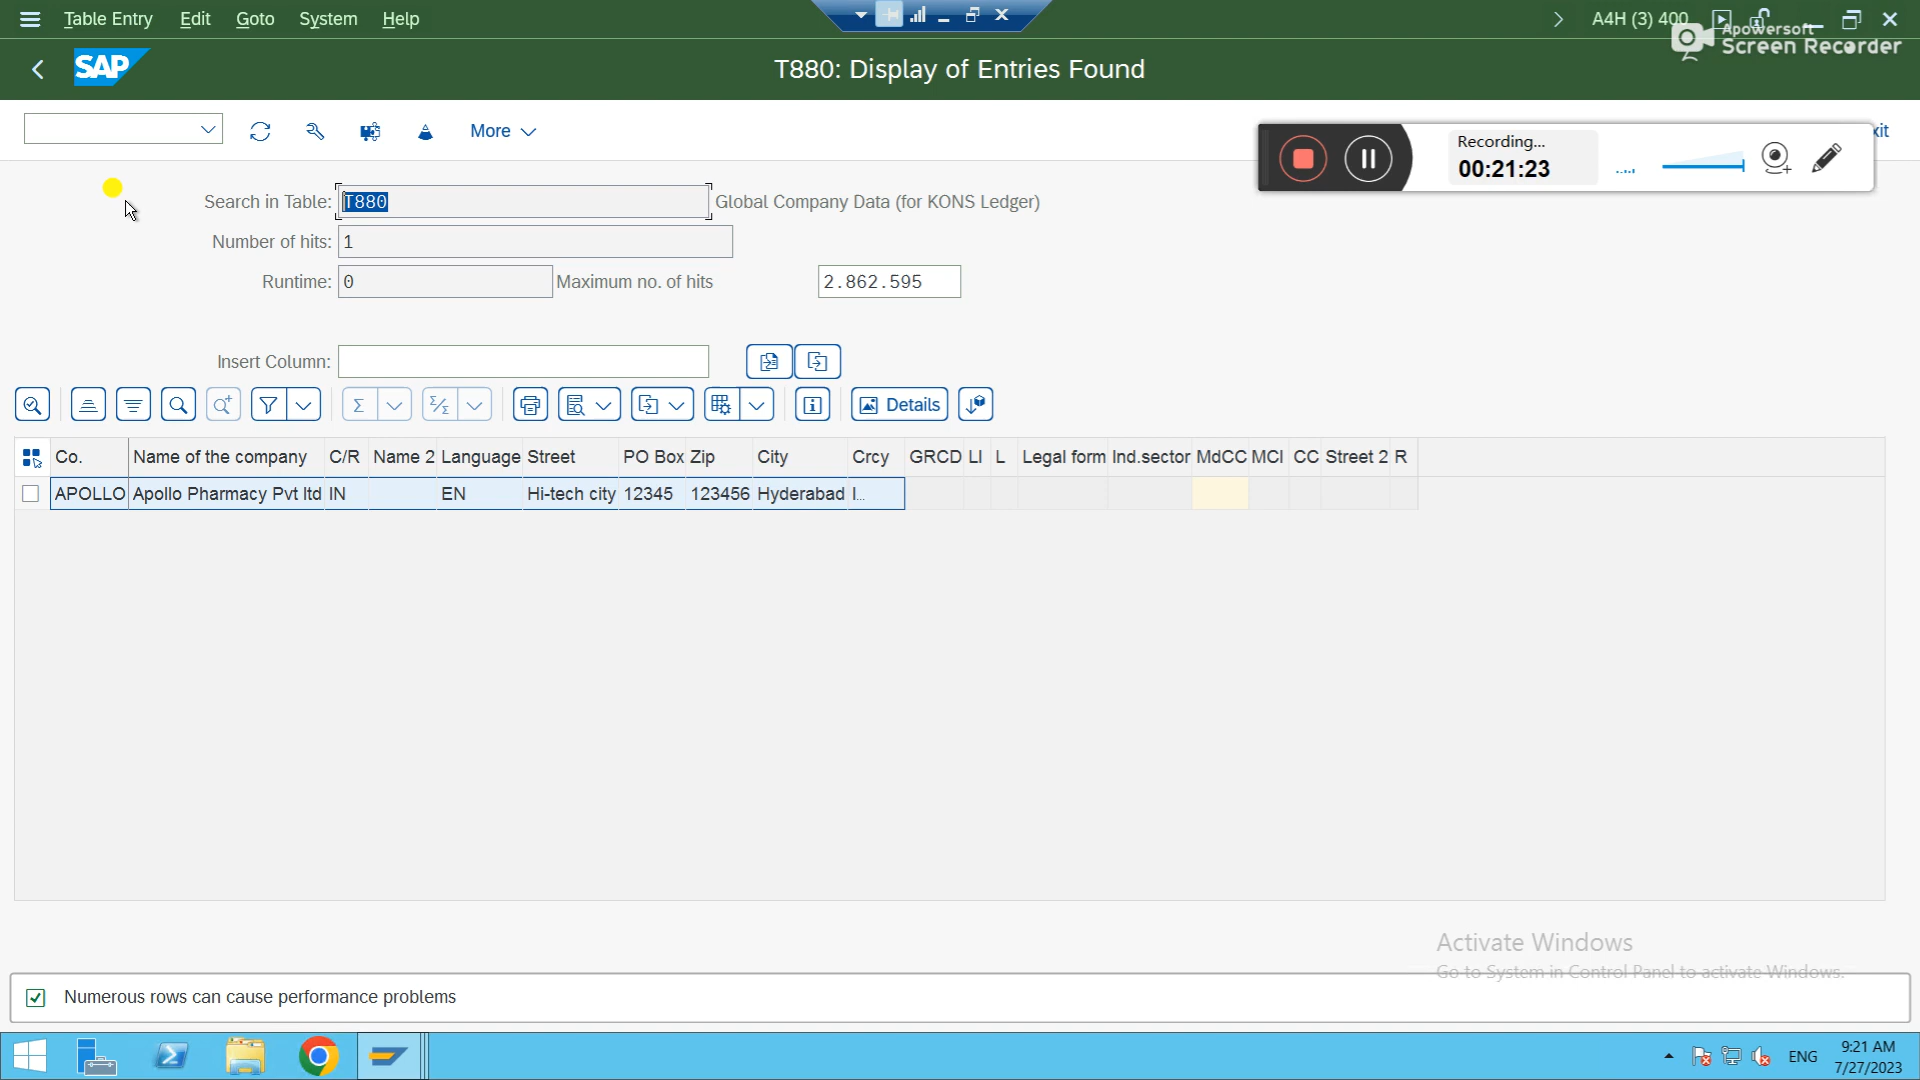 Table Entry Edit Goto System Help A4H (3) 400
Apowersoft
Screen Recorder
SAP T880: Display of Entries Found
More
Recording...
00:21:23
Search in Table: T880 Global Company Data (for KONS Ledger)
Number of hits: 1
Runtime: 0 Maximum no. of hits 2.862.595
Insert Column:
Details
Co. Name of the company C/R Name 2 Language Street PO Box Zip City Crcy GRCD LI L Legal form Ind.sector MdCC MCI CC Street 2 R
APOLLO Apollo Pharmacy Pvt ltd IN EN Hi-tech city 12345 123456 Hyderabad I...
Activate Windows
Go to System in Control Panel to activate Windows.
Numerous rows can cause performance problems
ENG 9:21 AM
7/27/2023